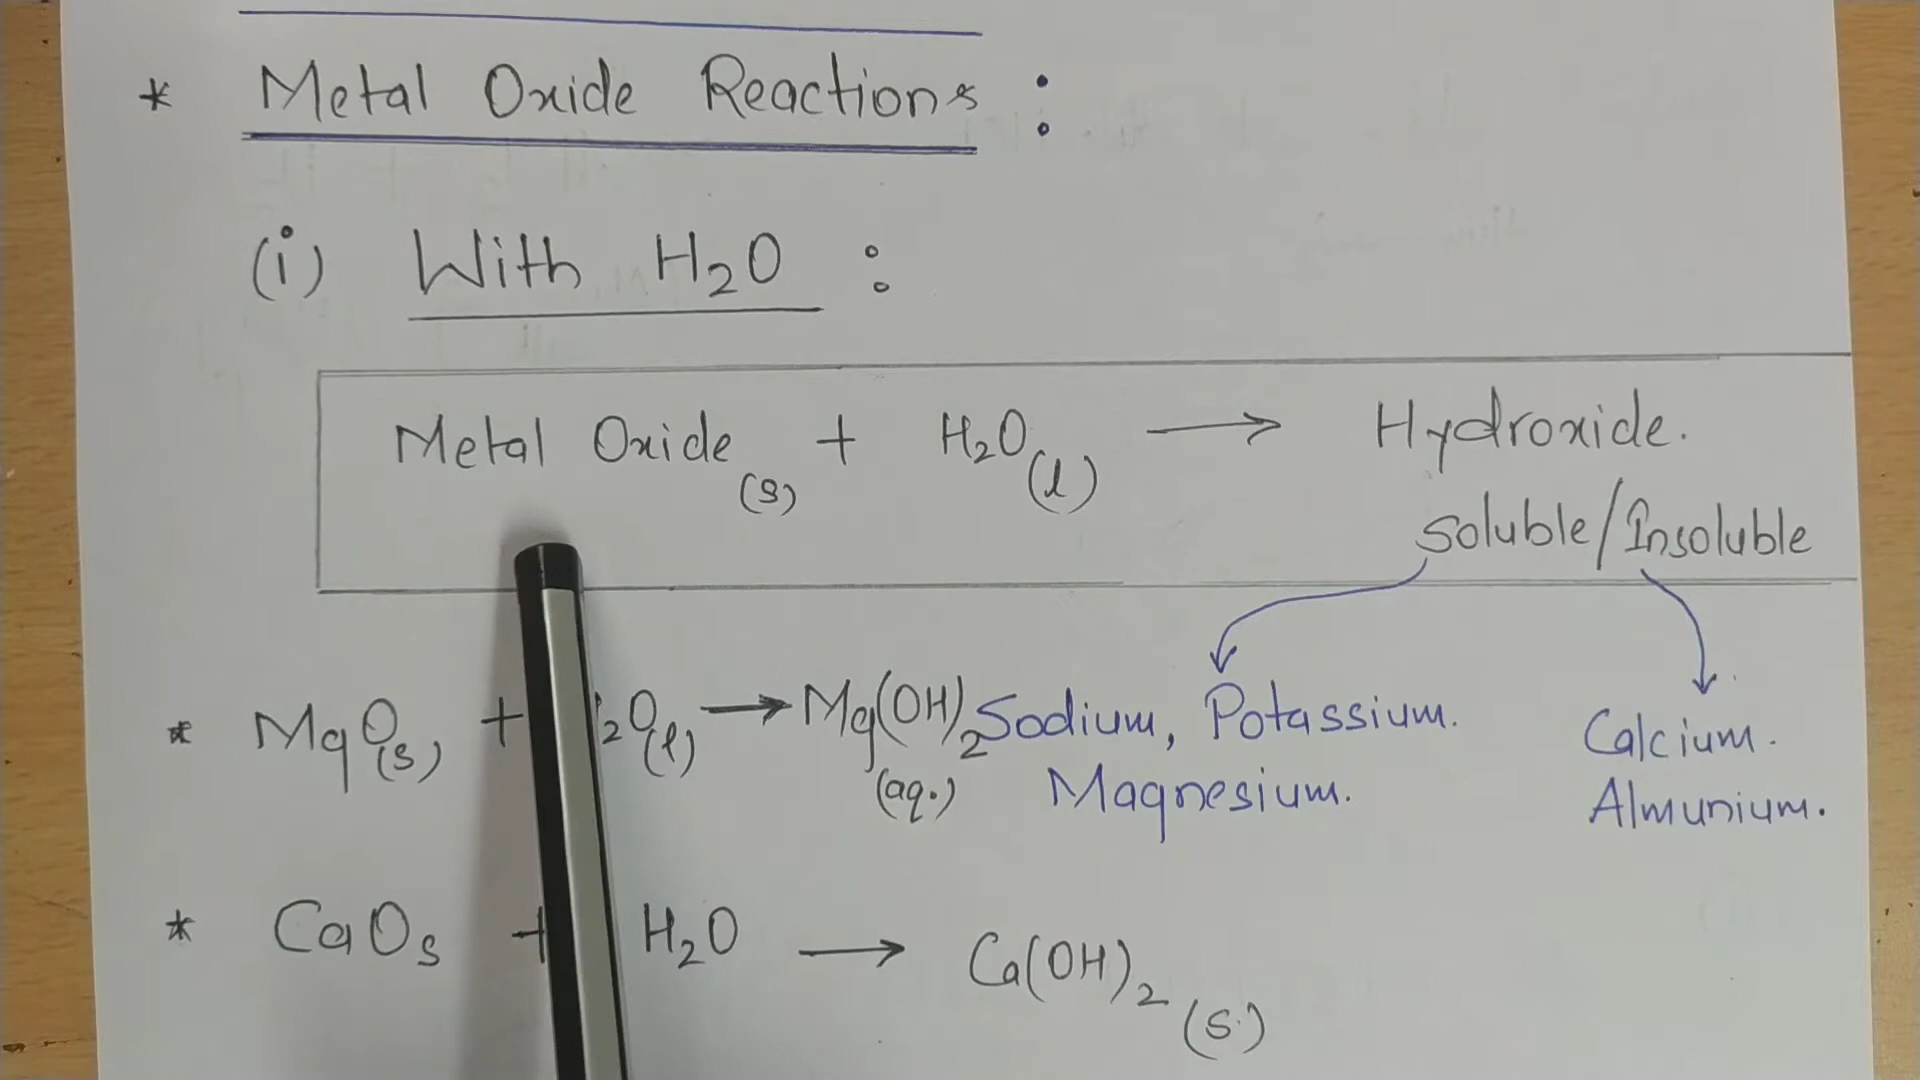 * Metal Oxide Reactions :
(i) With H₂O :
Metal Oxide (s) + H₂O (l) → Hydroxide.
soluble/Insoluble
* MgO(s) + ₂O(l) → Mg(OH)₂ (aq.)
Sodium, Potassium.
Magnesium.
Calcium.
Almunium.
* CaOs + H₂O → Ca(OH)₂ (s)